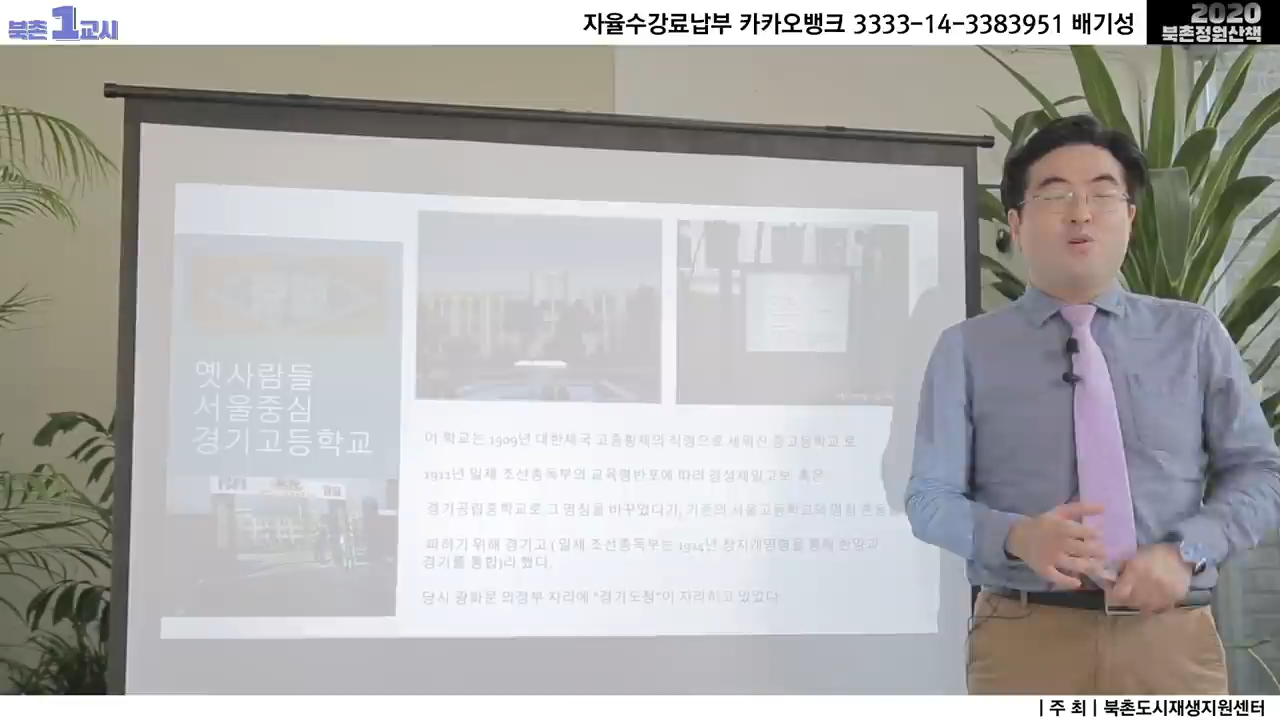 북촌1교시
자율수강료납부 카카오뱅크 3333-14-3383951 배기성
2020
북촌정원산책
옛사람들
서울중심
경기고등학교
이 학교는 1909년 대한제국 고종황제의 칙령으로 세워진 중고등학교 로
일제 조선총독부의 교육령반포에 따라 경성제일고보 혹은
경기공립중학교로 그 명칭을 바꾸었다가, 기존의 서울고등학교와 명칭 혼동
피하기 위해 경기고 ( 일제 조선총독부는 1914년 창지개명령을 통해 한양과
경기를 통합)라 했다.
당시 광화문 의정부 자리에 "경기도청"이 자리하고 있었다
| 주 최 | 북촌도시재생지원센터